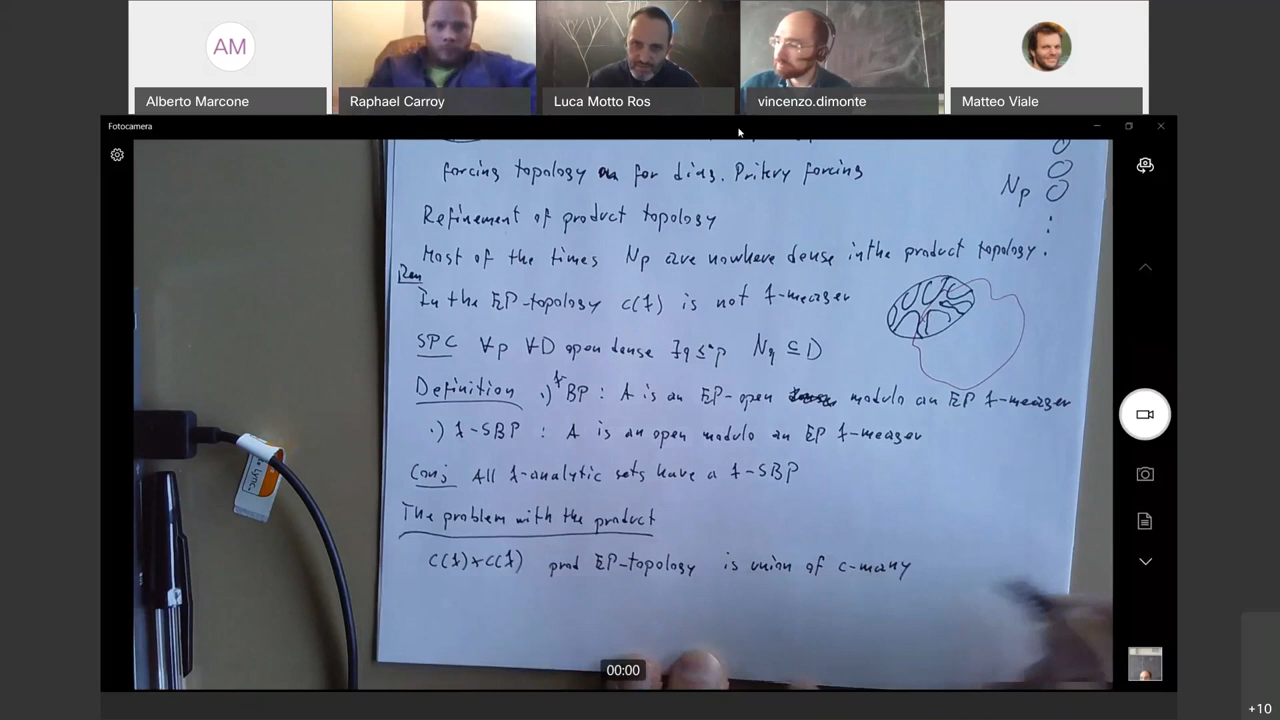 AM
Alberto Marcone
Raphael Carroy
Luca Motto Ros
vincenzo.dimonte
Matteo Viale
Fotocamera
forcing topology for diag. Prikry forcing
Np
Refinement of product topology
Most of the times Np are nowhere dense in the product topology.
Rem
In the EP-topology C(λ) is not λ-meager
SPC ∀p ∀D open dense ∃q ≤* p Nq ⊆ D
Definition ·) λ-BP : A is an EP-open modulo an EP λ-meager
·) λ-SBP : A is an open modulo an EP λ-meager
Conj All λ-analytic sets have a λ-SBP
The problem with the product
C(λ)×C(λ) prod EP-topology is union of c-many
00:00
+10